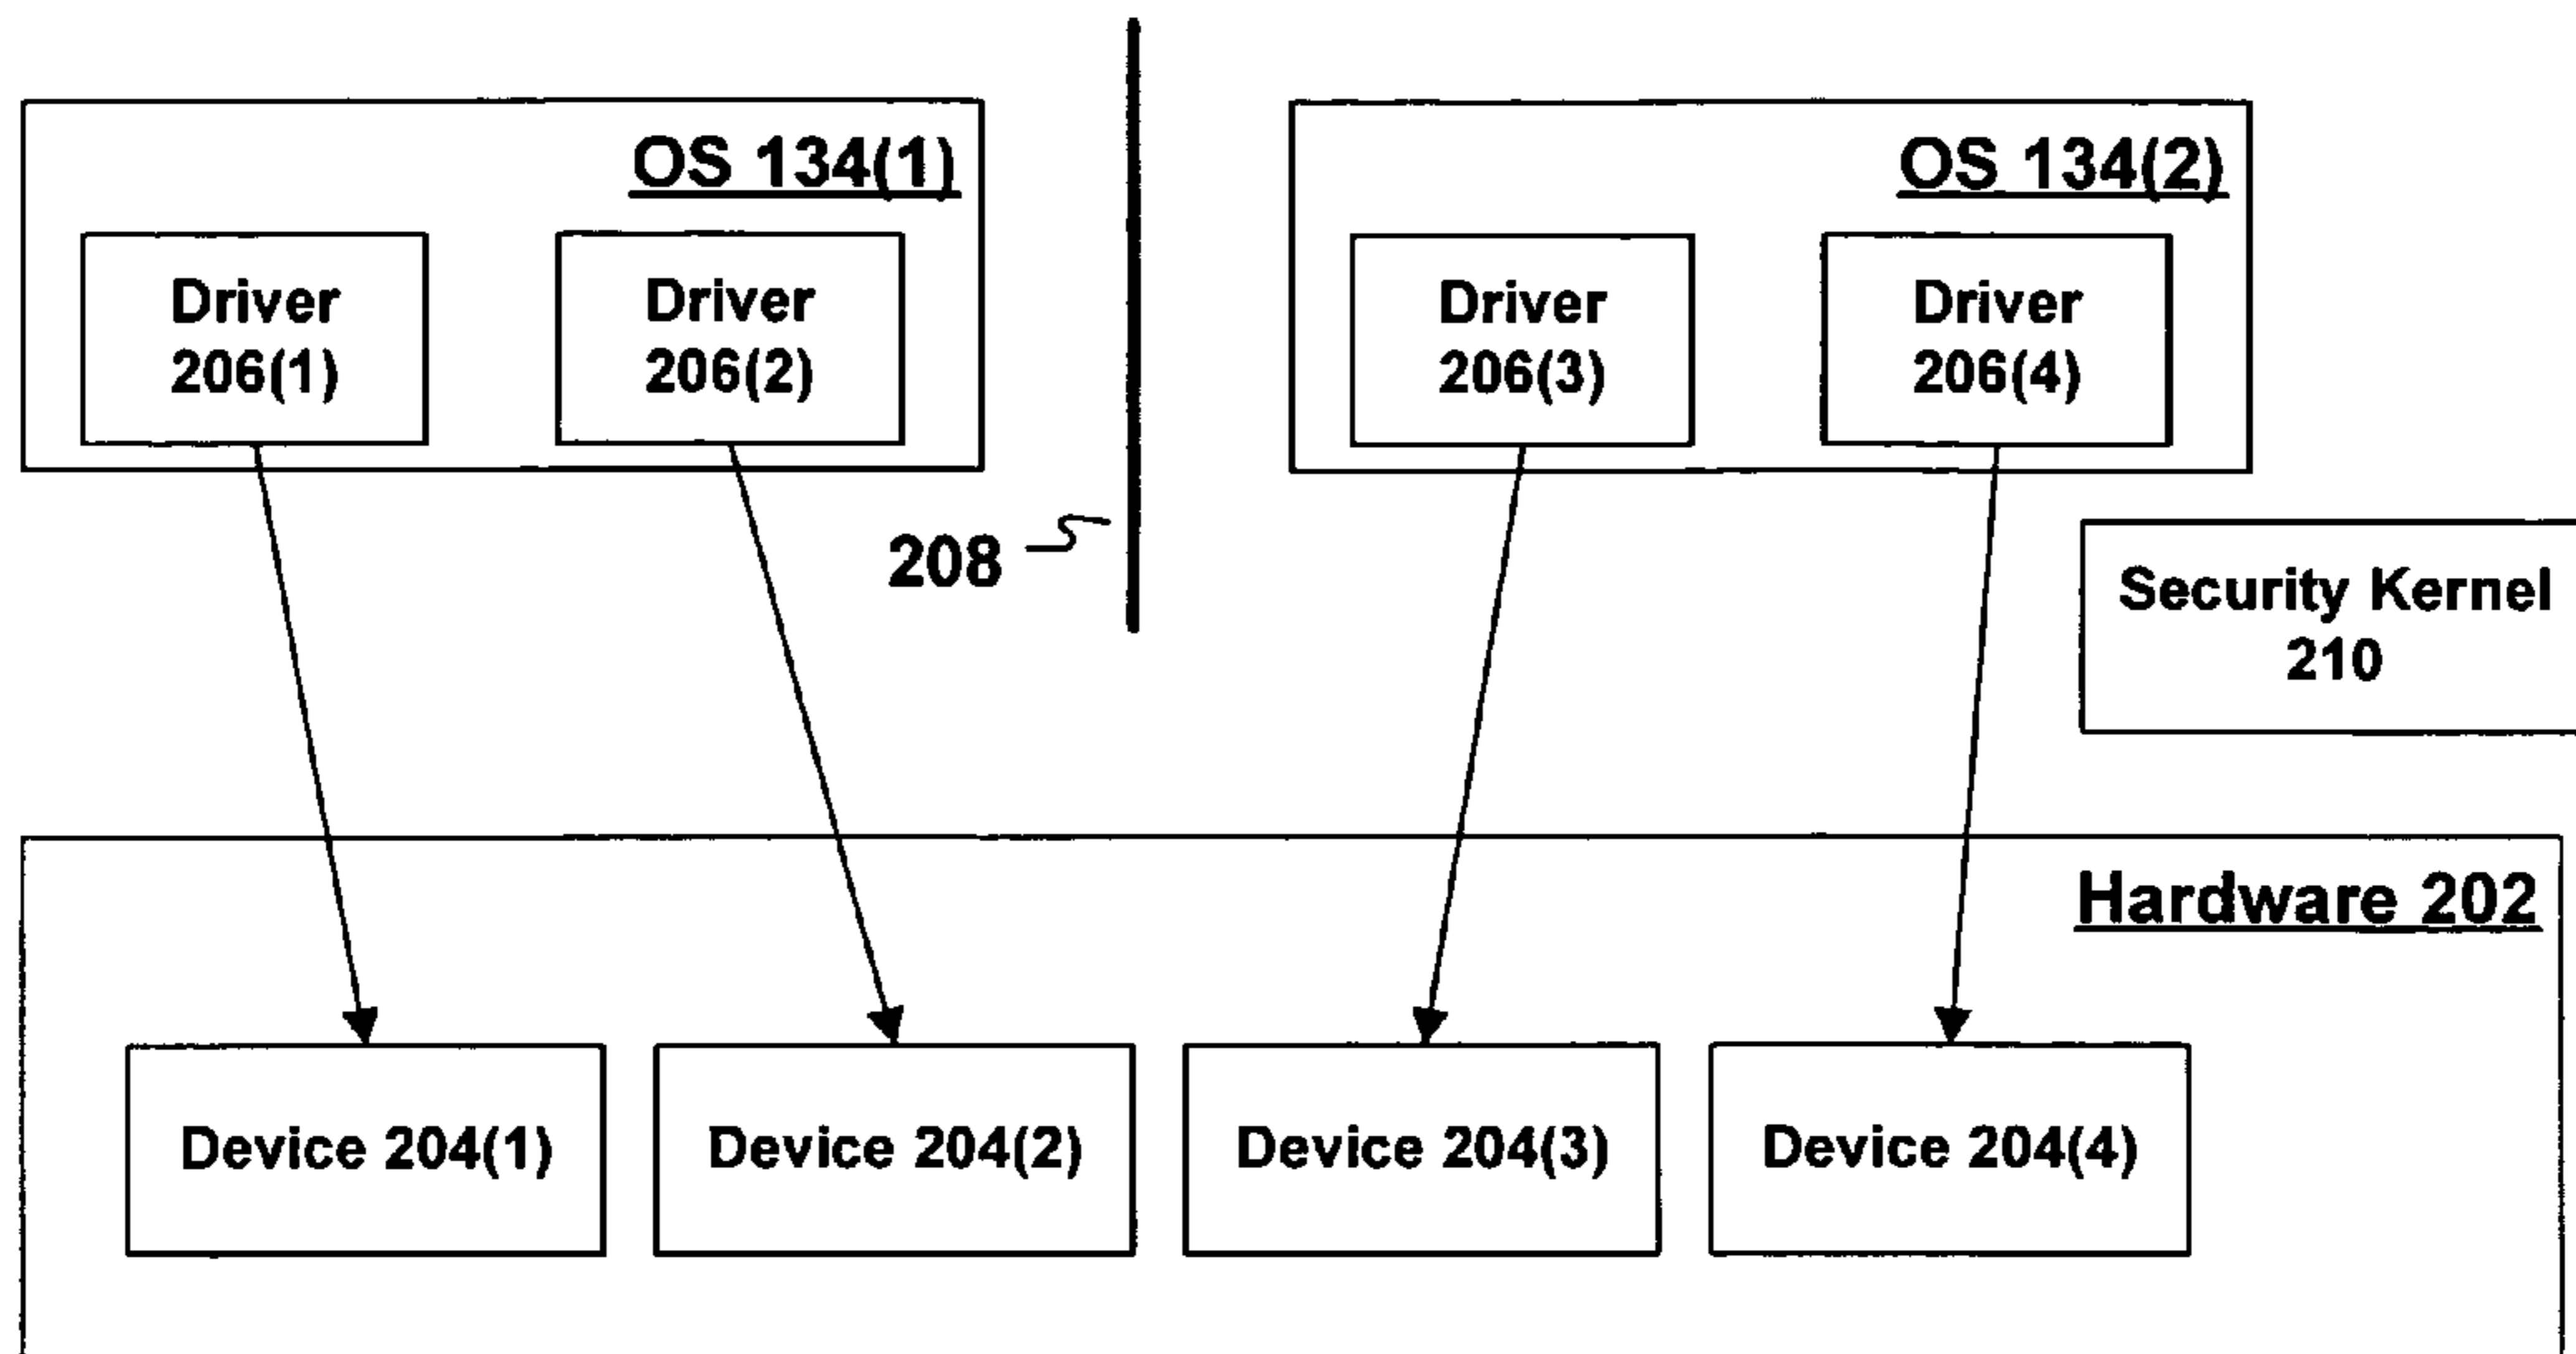 OS 134(1)
OS 134(2)
Driver
206(1)
Driver
206(2)
Driver
206(3)
Driver
206(4)
208
Security Kernel
210
Hardware 202
Device 204(1)
Device 204(2)
Device 204(3)
Device 204(4)